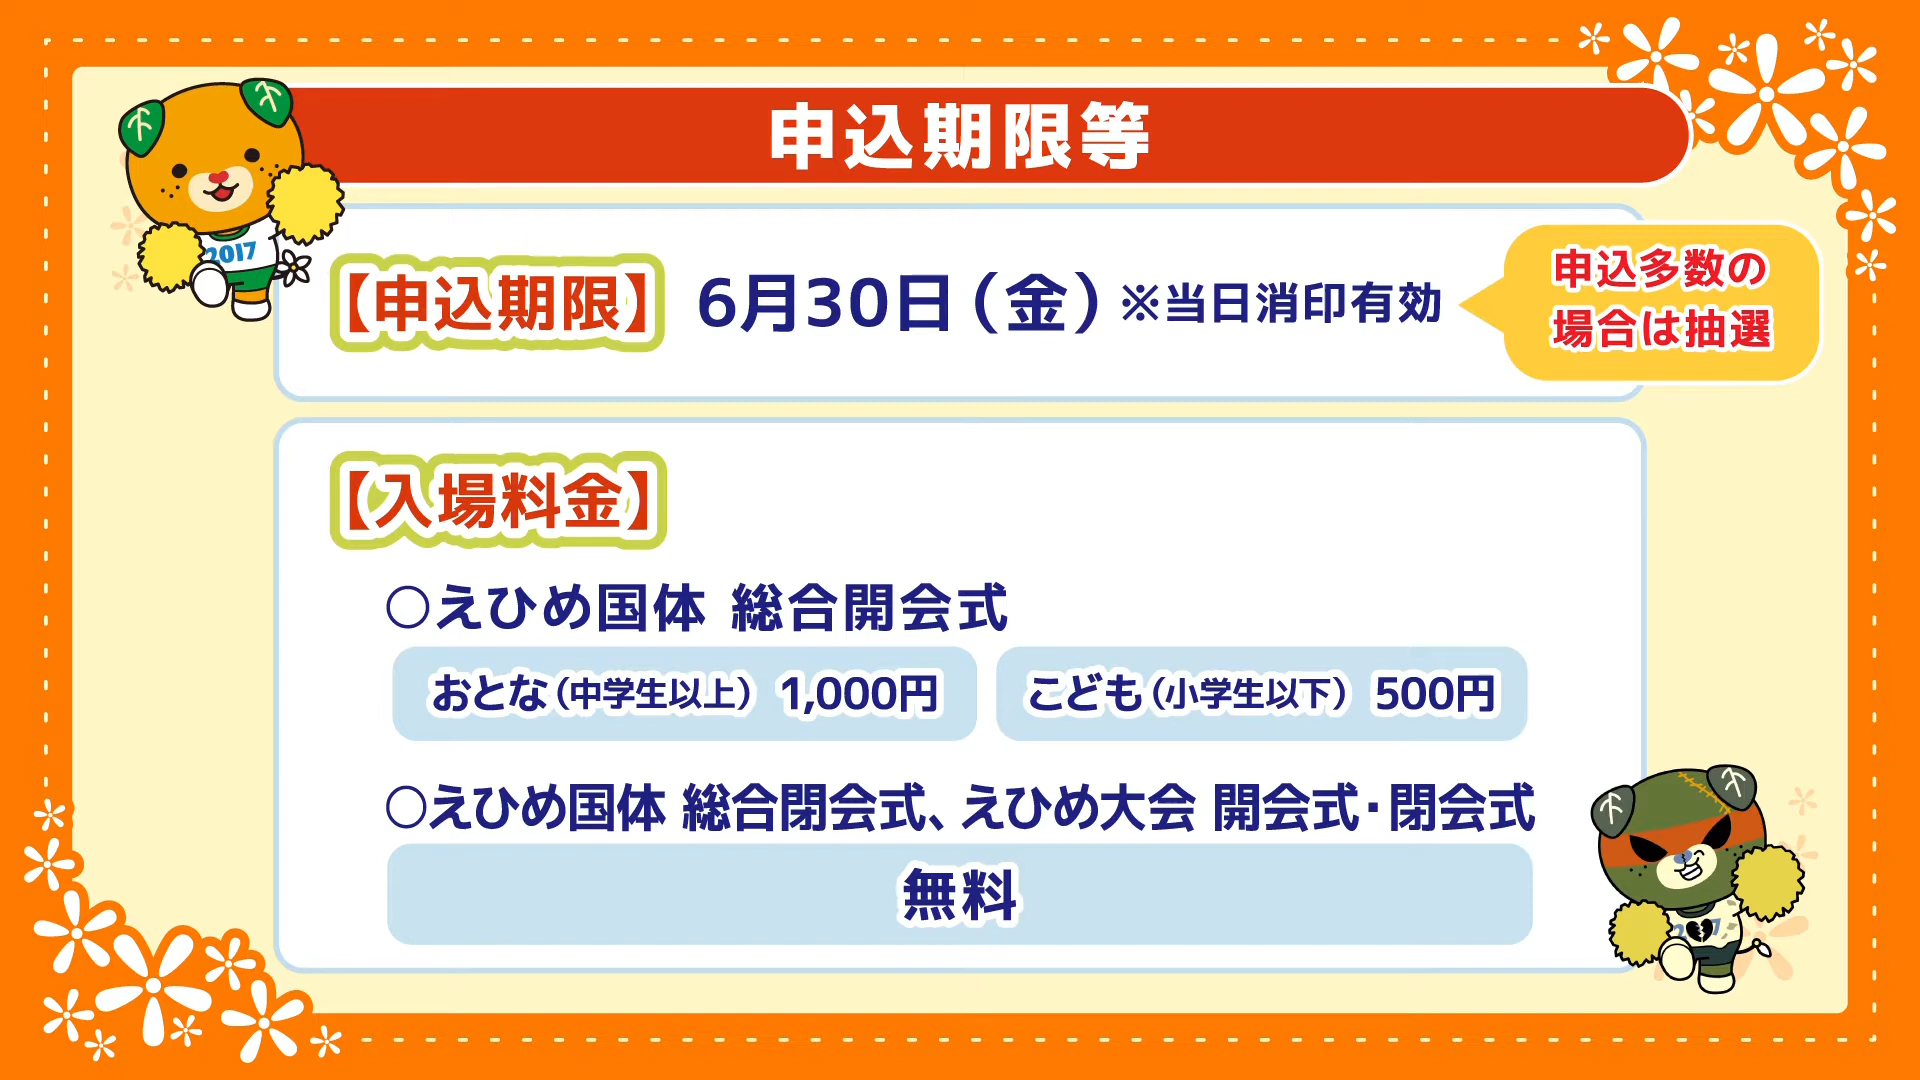 申込期限等
2017
【申込期限】 6月30日（金）※当日消印有効
申込多数の
場合は抽選
【入場料金】
○えひめ国体 総合開会式
おとな（中学生以上） 1,000円
こども（小学生以下） 500円
○えひめ国体 総合閉会式、えひめ大会 開会式・閉会式
無料